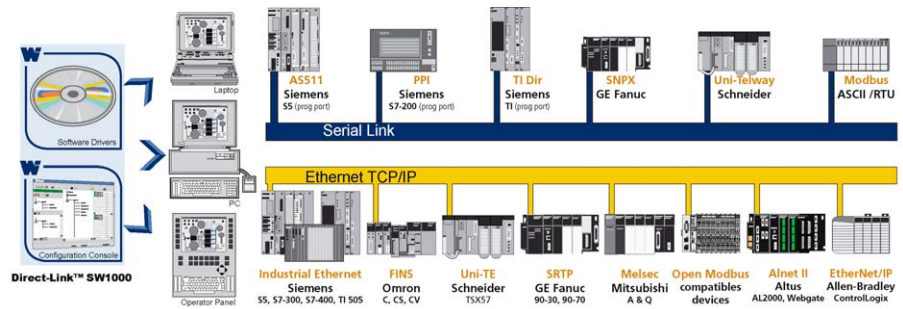 W
Software Drivers
W
Configuration Console
Direct-Link™ SW1000
Laptop
PC
Operator Panel
AS511
Siemens
S5 (prog port)
PPI
Siemens
S7-200 (prog port)
TI Dir
Siemens
TI (prog port)
SNPX
GE Fanuc
Uni-Telway
Schneider
Modbus
ASCII /RTU
Serial Link
Ethernet TCP/IP
Industrial Ethernet
Siemens
S5, S7-300, S7-400, TI 505
FINS
Omron
C, CS, CV
Uni-TE
Schneider
TSX57
SRTP
GE Fanuc
90-30, 90-70
Melsec
Mitsubishi
A & Q
Open Modbus
compatibles
devices
Alnet II
Altus
AL2000, Webgate
EtherNet/IP
Allen-Bradley
ControlLogix